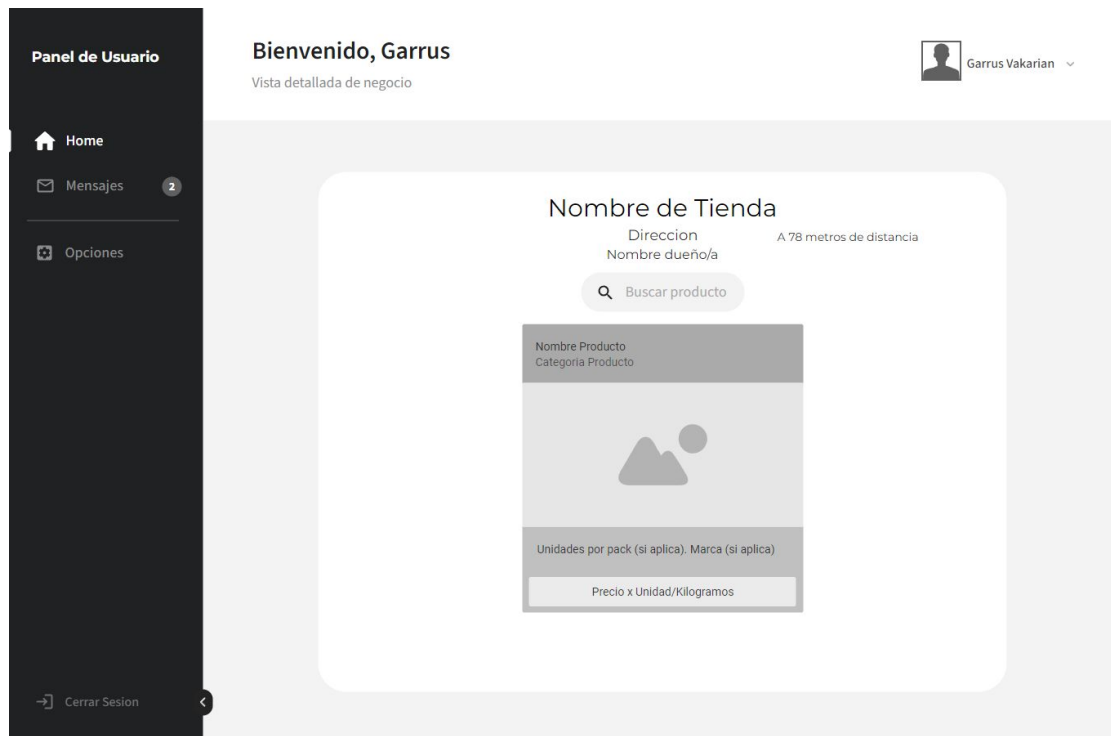 Panel de Usuario
Home
Mensajes 2
Opciones
Cerrar Sesion
Bienvenido, Garrus
Vista detallada de negocio
Garrus Vakarian
Nombre de Tienda
Direccion
A 78 metros de distancia
Nombre dueño/a
Buscar producto
Nombre Producto
Categoria Producto
Unidades por pack (si aplica). Marca (si aplica)
Precio x Unidad/Kilogramos